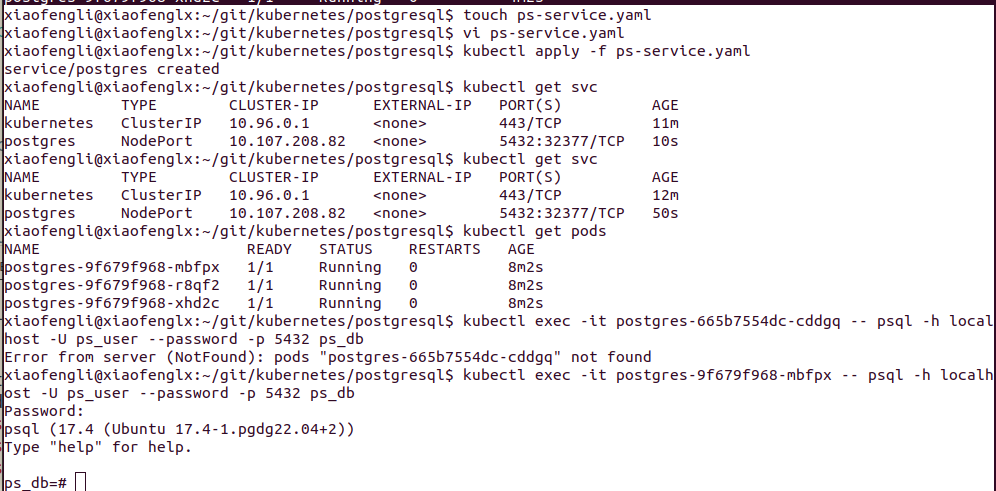 postgres-9f679f968-xhd2c 1/1 Running 0 4m2s
xiaofengli@xiaofenglx:~/git/kubernetes/postgresql$ touch ps-service.yaml
xiaofengli@xiaofenglx:~/git/kubernetes/postgresql$ vi ps-service.yaml
xiaofengli@xiaofenglx:~/git/kubernetes/postgresql$ kubectl apply -f ps-service.yaml
service/postgres created
xiaofengli@xiaofenglx:~/git/kubernetes/postgresql$ kubectl get svc
NAME TYPE CLUSTER-IP EXTERNAL-IP PORT(S) AGE
kubernetes ClusterIP 10.96.0.1 <none> 443/TCP 11m
postgres NodePort 10.107.208.82 <none> 5432:32377/TCP 10s
xiaofengli@xiaofenglx:~/git/kubernetes/postgresql$ kubectl get svc
NAME TYPE CLUSTER-IP EXTERNAL-IP PORT(S) AGE
kubernetes ClusterIP 10.96.0.1 <none> 443/TCP 12m
postgres NodePort 10.107.208.82 <none> 5432:32377/TCP 50s
xiaofengli@xiaofenglx:~/git/kubernetes/postgresql$ kubectl get pods
NAME READY STATUS RESTARTS AGE
postgres-9f679f968-mbfpx 1/1 Running 0 8m2s
postgres-9f679f968-r8qf2 1/1 Running 0 8m2s
postgres-9f679f968-xhd2c 1/1 Running 0 8m2s
xiaofengli@xiaofenglx:~/git/kubernetes/postgresql$ kubectl exec -it postgres-665b7554dc-cddgq -- psql -h local
host -U ps_user --password -p 5432 ps_db
Error from server (NotFound): pods "postgres-665b7554dc-cddgq" not found
xiaofengli@xiaofenglx:~/git/kubernetes/postgresql$ kubectl exec -it postgres-9f679f968-mbfpx -- psql -h localh
ost -U ps_user --password -p 5432 ps_db
Password:
psql (17.4 (Ubuntu 17.4-1.pgdg22.04+2))
Type "help" for help.
ps_db=#